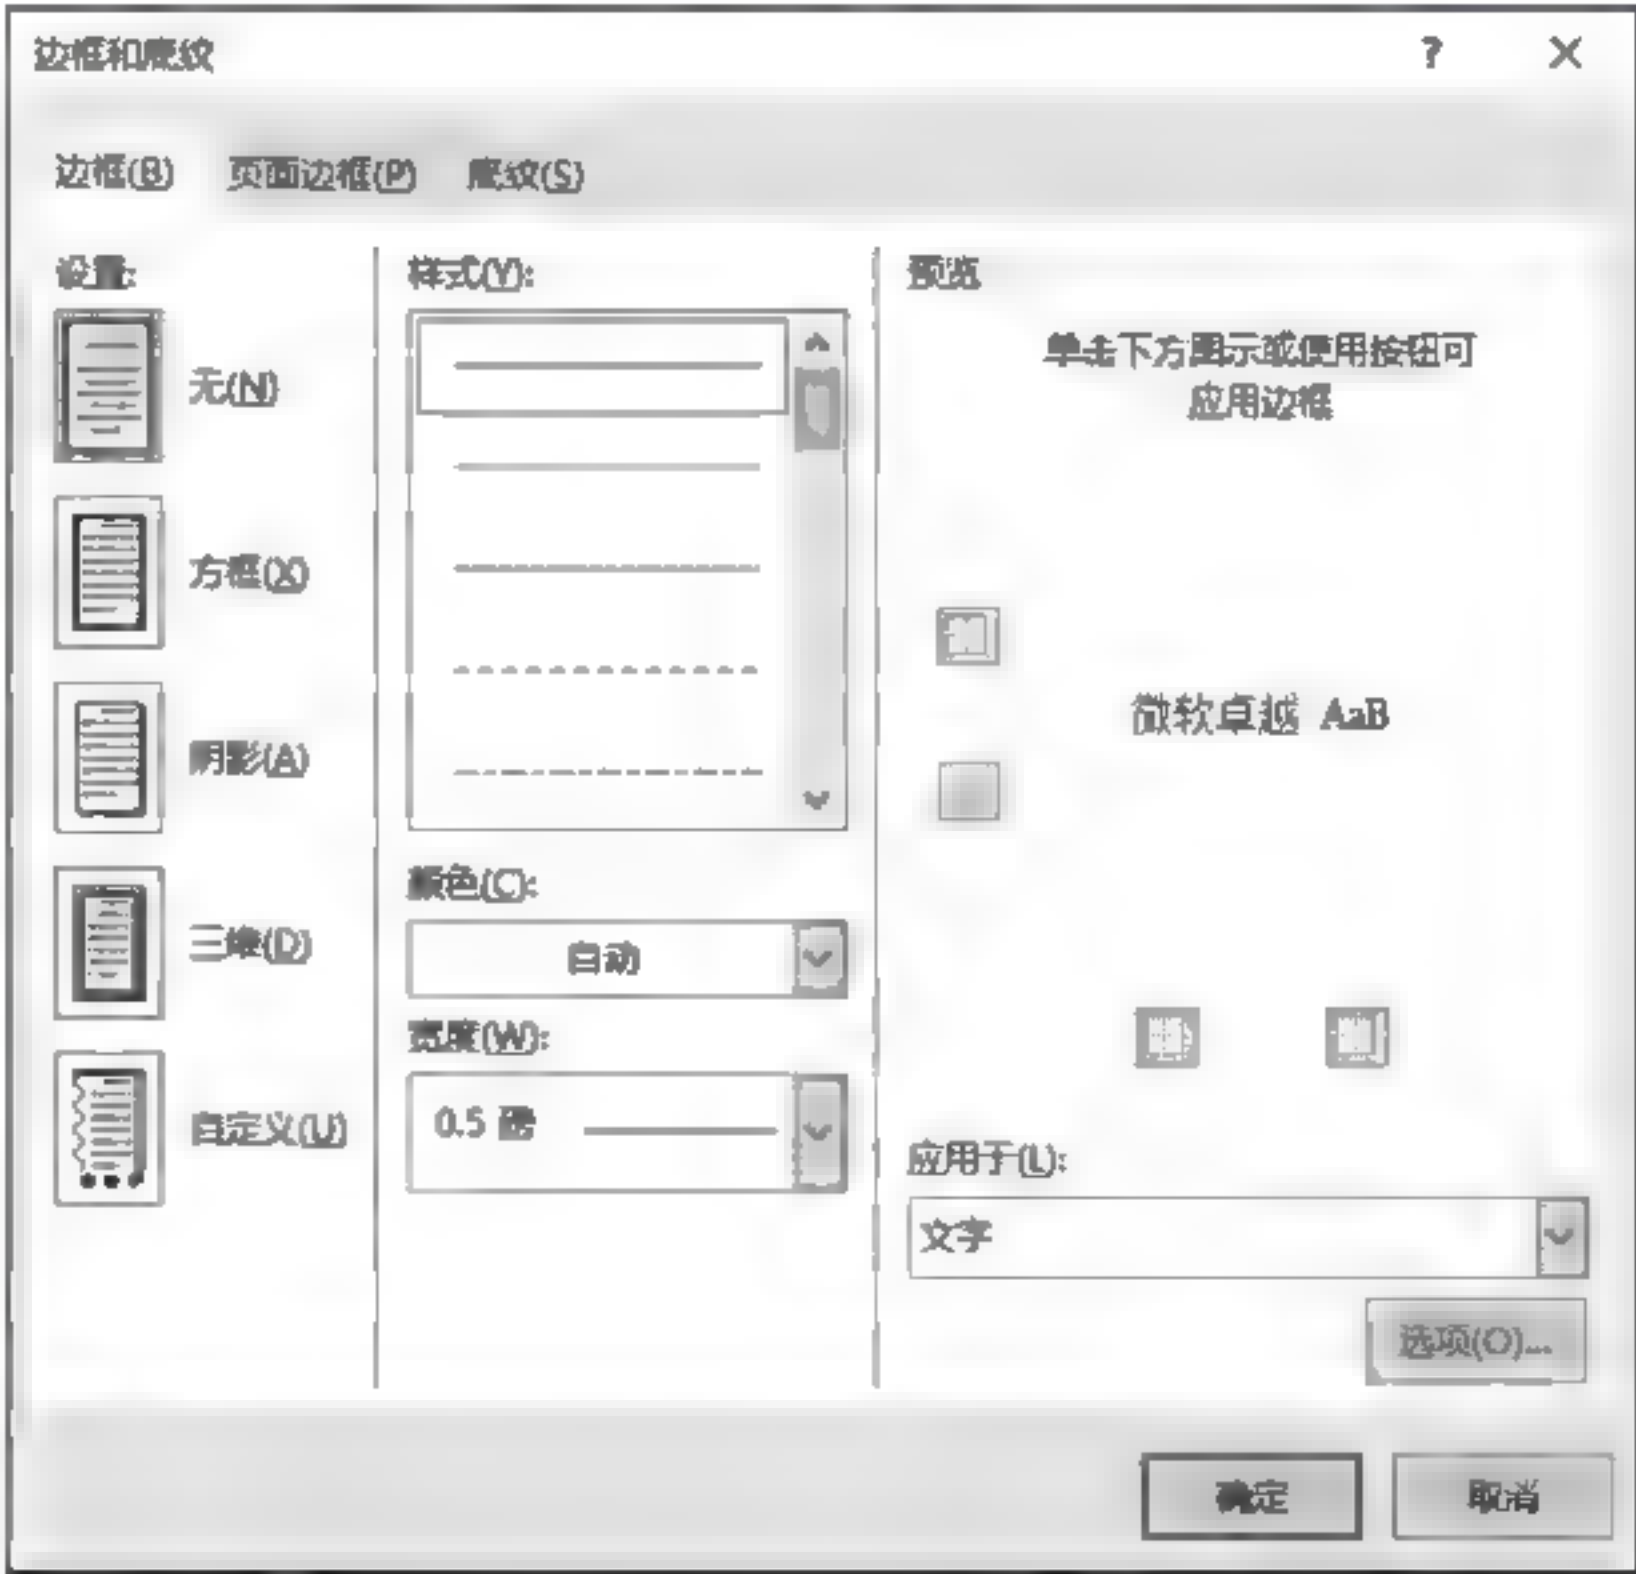 边框和底纹
?
边框(B) 页面边框(P) 底纹(S)
设置:
无(N)
方框(X)
阴影(A)
三维(D)
自定义(U)
样式(Y):
颜色(C):
自动
宽度(W):
0.5 磅
预览
单击下方图示或使用按钮可
应用边框
微软卓越 AaB
应用于(L):
文字
选项(O)...
确定 取消